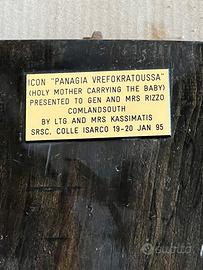 ICON "PANAGIA VREFOKRATOUSSA"
(HOLY MOTHER CARRYING THE BABY)
PRESENTED TO GEN AND MRS RIZZO
COMLANDSOUTH
BY LTG AND MRS KASSIMATIS
SRSC, COLLE ISARCO 19-20 JAN 95
subito